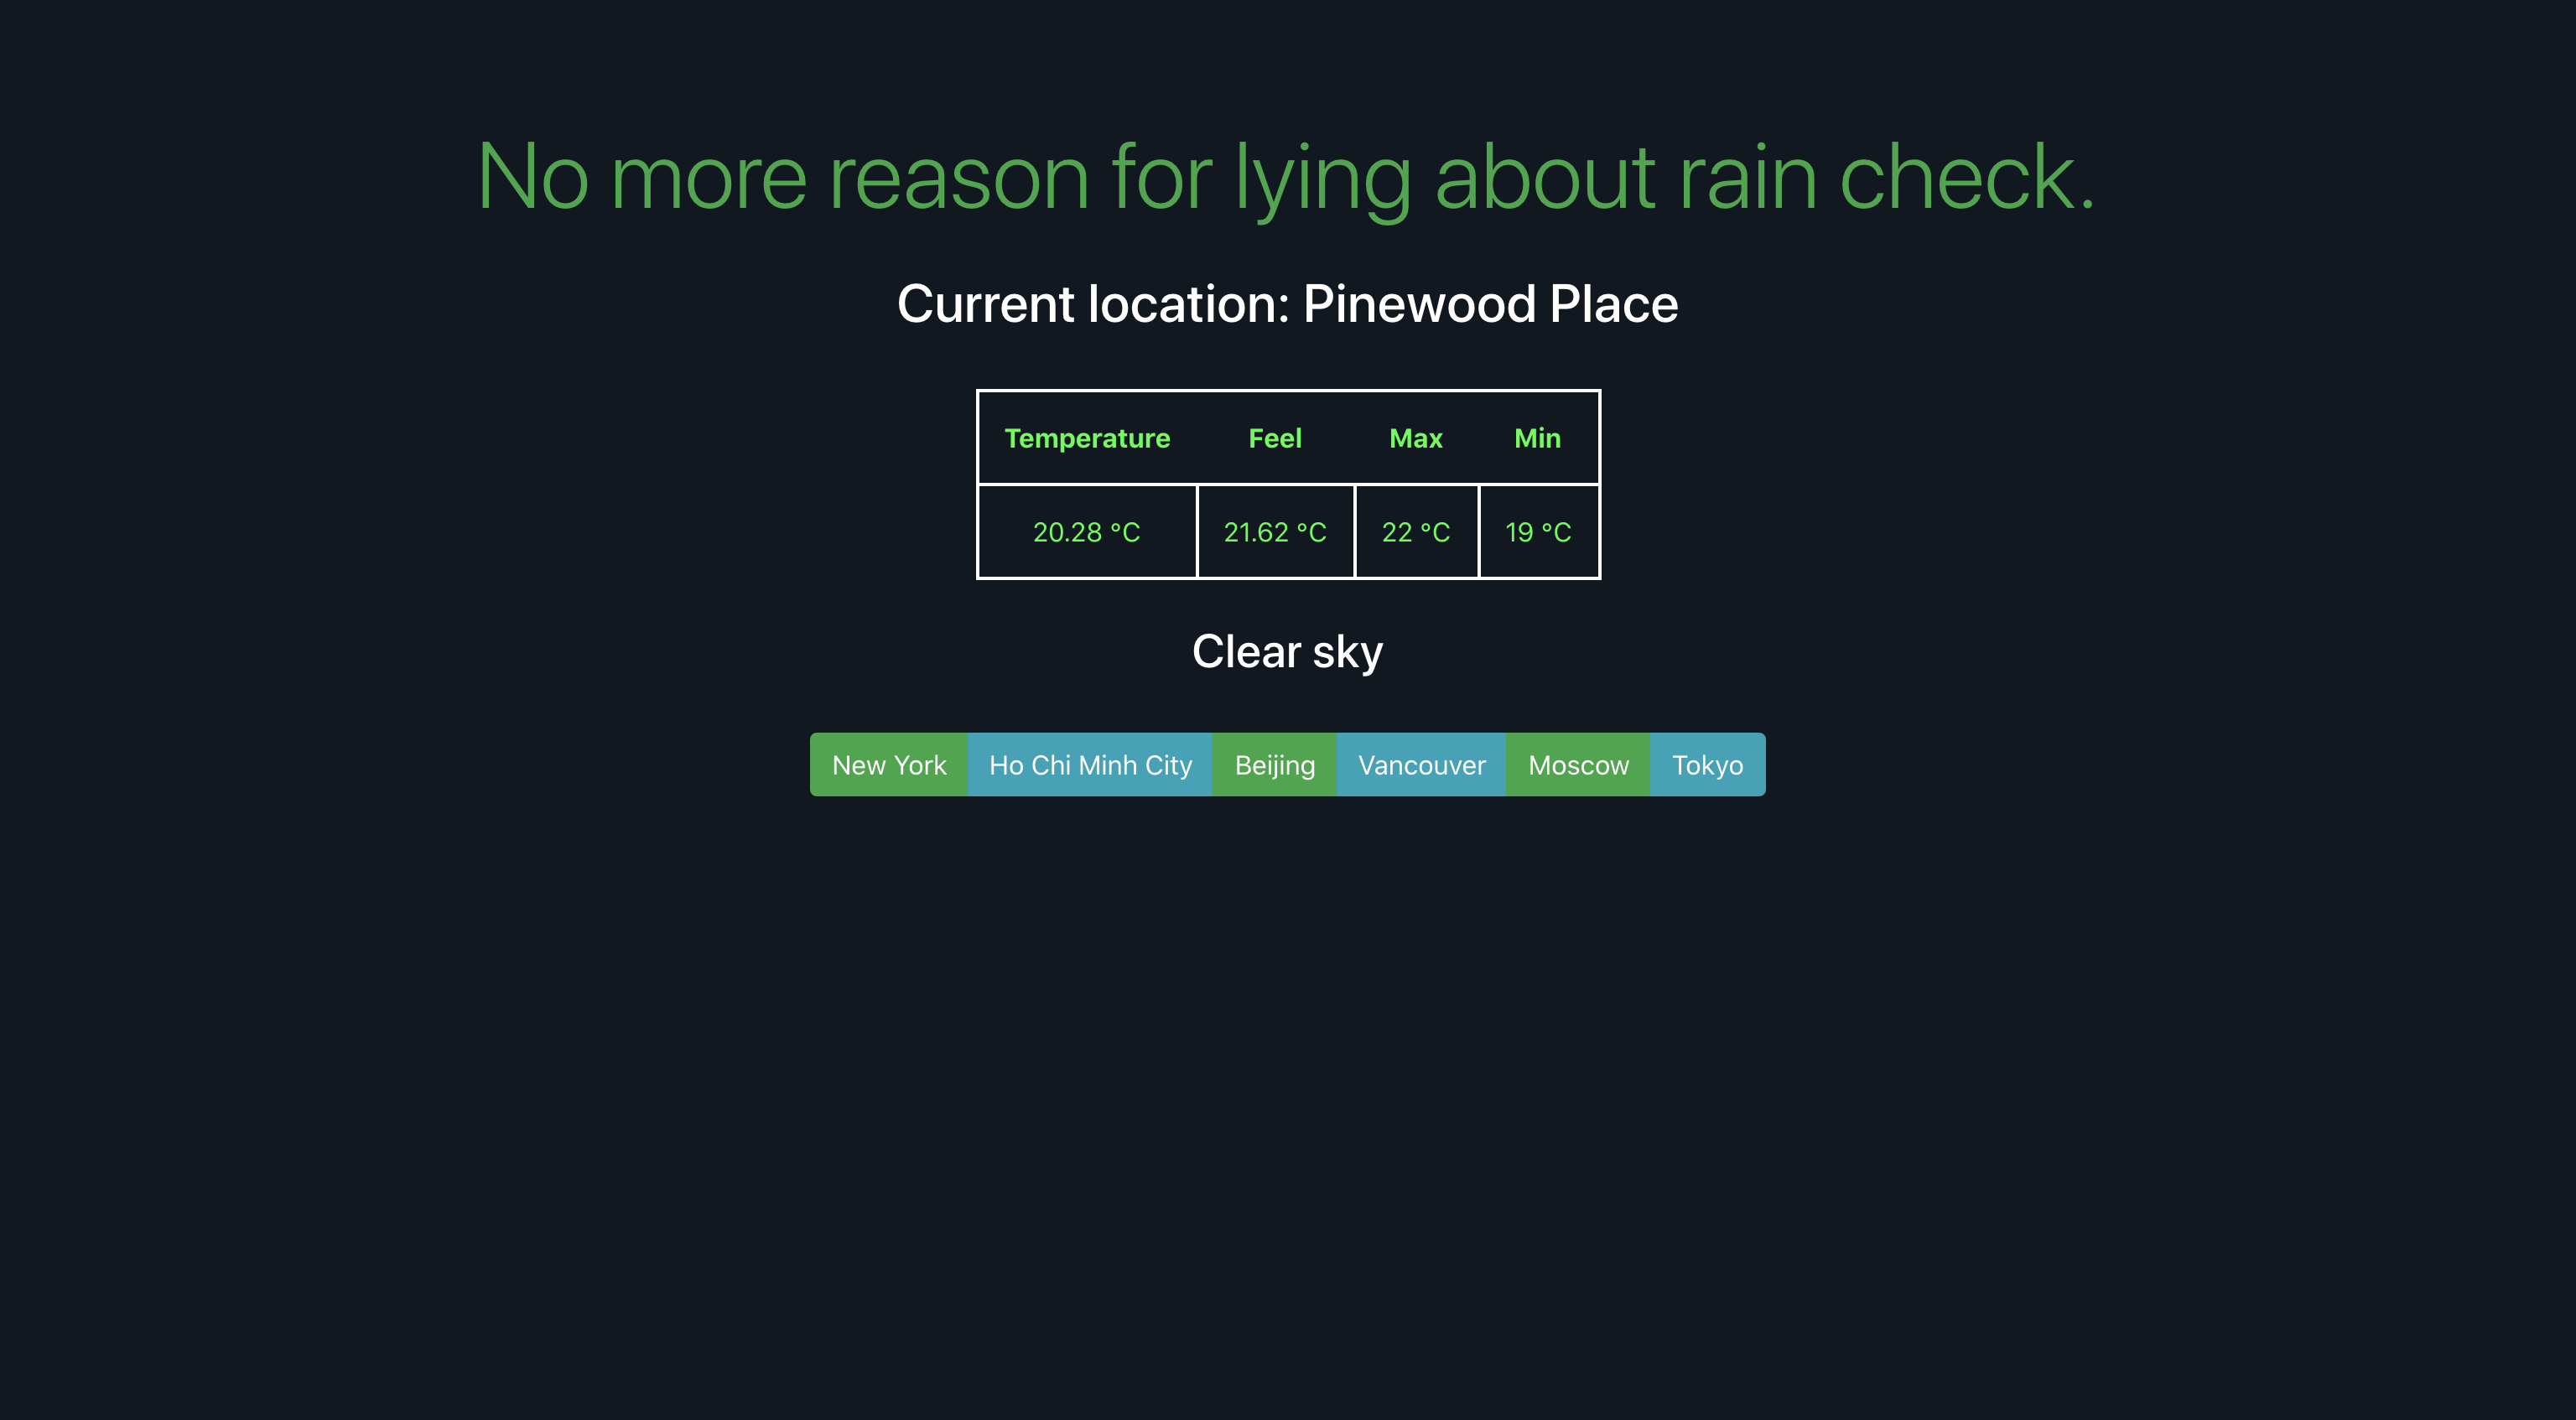 No more reason for lying about rain check.
Current location: Pinewood Place
Temperature Feel Max Min
20.28 °C 21.62 °C 22 °C 19 °C
Clear sky
New York Ho Chi Minh City Beijing Vancouver Moscow Tokyo